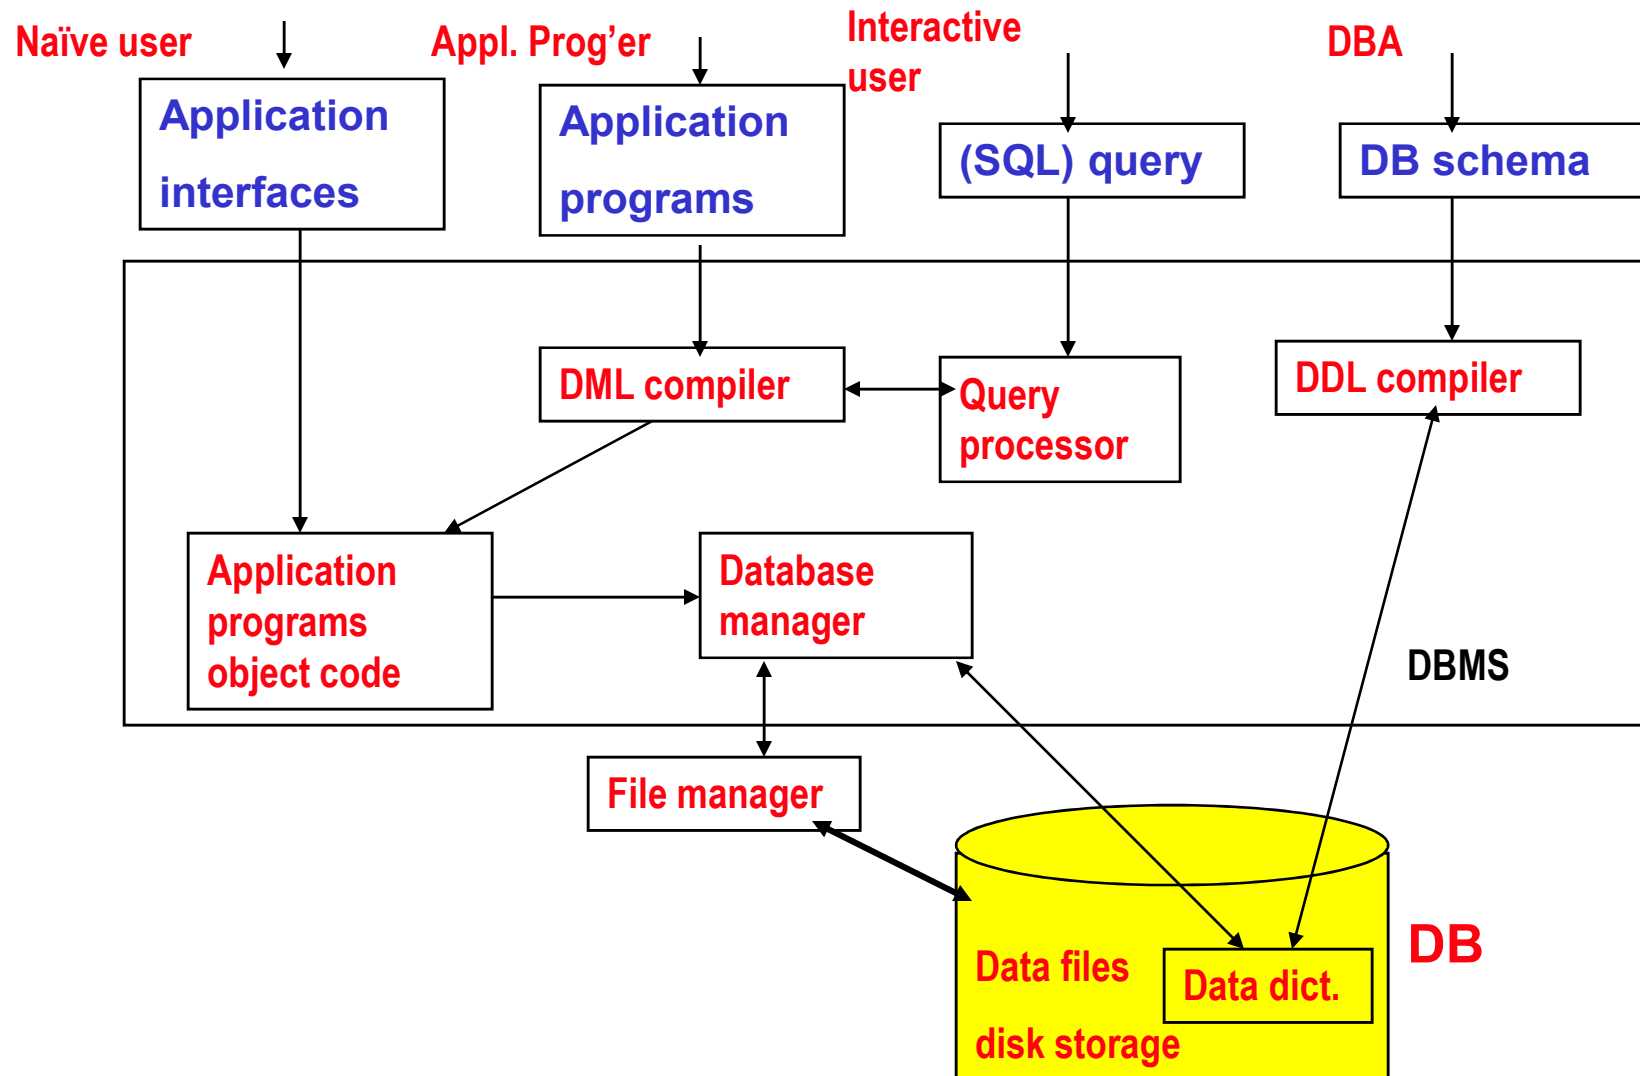 Naïve user
Appl. Prog’er
Interactive
user
DBA
Application
interfaces
Application
programs
(SQL) query
DB schema
DML compiler
Query
processor
DDL compiler
Application
programs
object code
Database
manager
DBMS
File manager
DB
Data files
Data dict.
disk storage